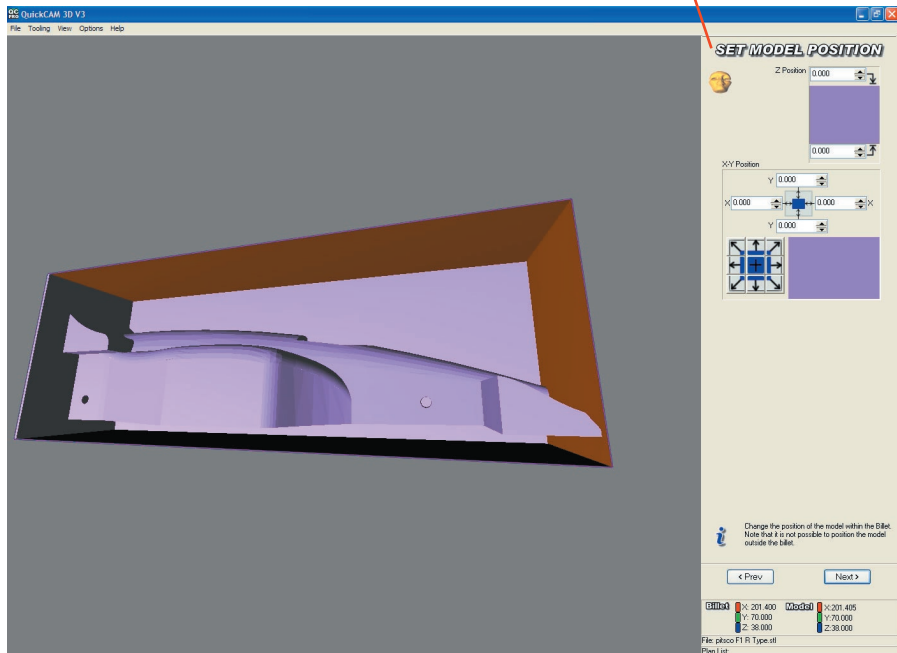 QC PRO QuickCAM 3D V3
File Tooling View Options Help
SET MODEL POSITION
Z Position 0.000
0.000
X-Y Position
Y 0.000
X 0.000 0.000 X
Y 0.000
Change the position of the model within the Billet.
Note that it is not possible to position the model
outside the billet.
< Prev Next >
Billet X: 201.400 Model X:201.405
Y: 70.000 Y:70.000
Z: 38.000 Z:38.000
File: pitsco F1 R Type.stl
Plan List: